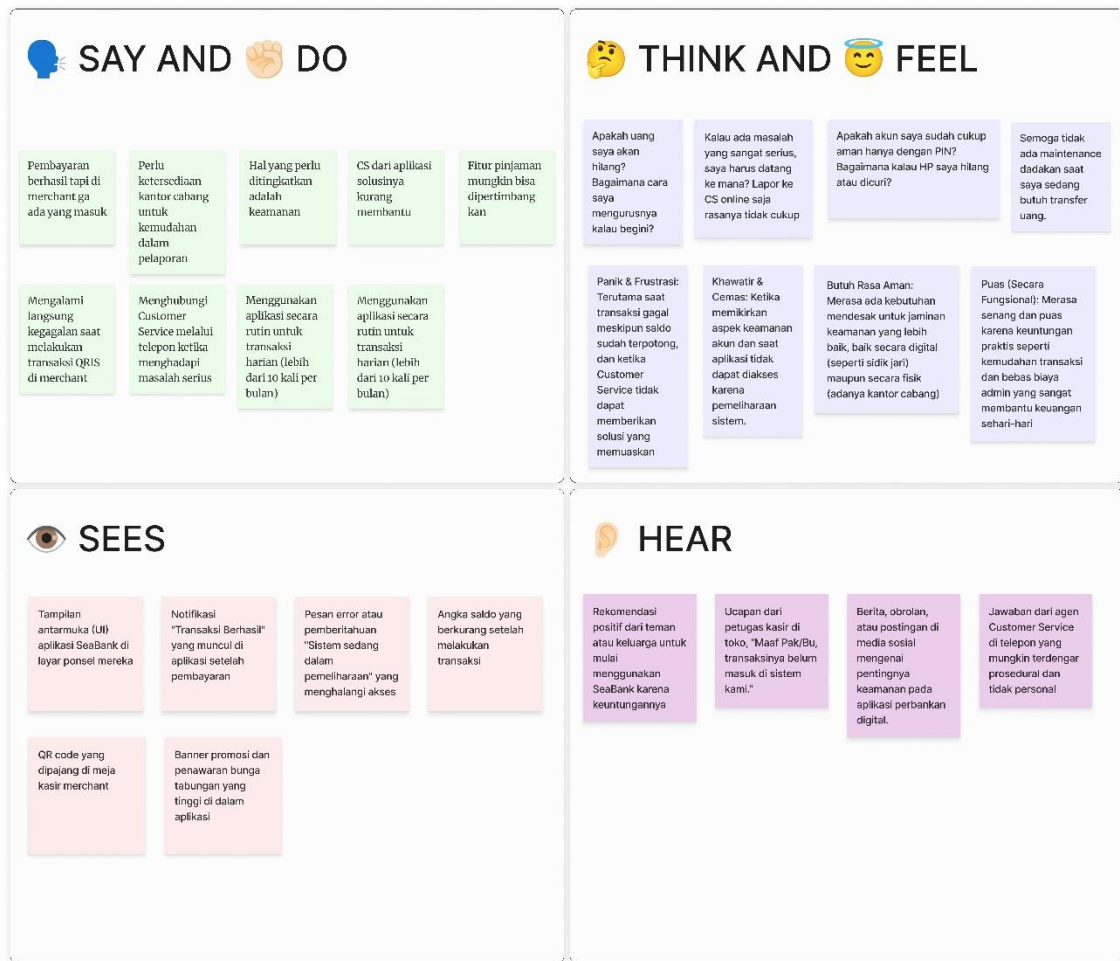 SAY AND DO
Pembayaran
berhasil tapi di
merchant ga
ada yang masuk
Perlu
ketersediaan
kantor cabang
untuk
kemudahan
dalam
pelaporan
Hal yang perlu
ditingkatkan
adalah
keamanan
CS dari aplikasi
solusinya
kurang
membantu
Fitur pinjaman
mungkin bisa
dipertimbang
kan
Mengalami
langsung
kegagalan saat
melakukan
transaksi QRIS
di merchant
Menghubungi
Customer
Service melalui
telepon ketika
menghadapi
masalah serius
Menggunakan
aplikasi secara
rutin untuk
transaksi
harian (lebih
dari 10 kali per
bulan)
Menggunakan
aplikasi secara
rutin untuk
transaksi
harian (lebih
dari 10 kali per
bulan)
THINK AND FEEL
Apakah uang
saya akan
hilang?
Bagaimana cara
saya
mengurusnya
kalau begini?
Kalau ada masalah
yang sangat serius,
saya harus datang
ke mana? Lapor ke
CS online saja
rasanya tidak cukup
Apakah akun saya sudah cukup
aman hanya dengan PIN?
Bagaimana kalau HP saya hilang
atau dicuri?
Semoga tidak
ada maintenance
dadakan saat
saya sedang
butuh transfer
uang.
Panik & Frustrasi:
Terutama saat
transaksi gagal
meskipun saldo
sudah terpotong,
dan ketika
Customer
Service tidak
dapat
memberikan
solusi yang
memuaskan
Khawatir &
Cemas: Ketika
memikirkan
aspek keamanan
akun dan saat
aplikasi tidak
dapat diakses
karena
pemeliharaan
sistem.
Butuh Rasa Aman:
Merasa ada kebutuhan
mendesak untuk jaminan
keamanan yang lebih
baik, baik secara digital
(seperti sidik jari)
maupun secara fisik
(adanya kantor cabang)
Puas (Secara
Fungsional): Merasa
senang dan puas
karena keuntungan
praktis seperti
kemudahan transaksi
dan bebas biaya
admin yang sangat
membantu keuangan
sehari-hari
SEES
Tampilan
antarmuka (UI)
aplikasi SeaBank di
layar ponsel mereka
Notifikasi
"Transaksi Berhasil"
yang muncul di
aplikasi setelah
pembayaran
Pesan error atau
pemberitahuan
"Sistem sedang
dalam
pemeliharaan" yang
menghalangi akses
Angka saldo yang
berkurang setelah
melakukan
transaksi
QR code yang
dipajang di meja
kasir merchant
Banner promosi dan
penawaran bunga
tabungan yang
tinggi di dalam
aplikasi
HEAR
Rekomendasi
positif dari teman
atau keluarga untuk
mulai
menggunakan
SeaBank karena
keuntungannya
Ucapan dari
petugas kasir di
toko, "Maaf Pak/Bu,
transaksinya belum
masuk di sistem
kami."
Berita, obrolan,
atau postingan di
media sosial
mengenai
pentingnya
keamanan pada
aplikasi perbankan
digital.
Jawaban dari agen
Customer Service
di telepon yang
mungkin terdengar
prosedural dan
tidak personal